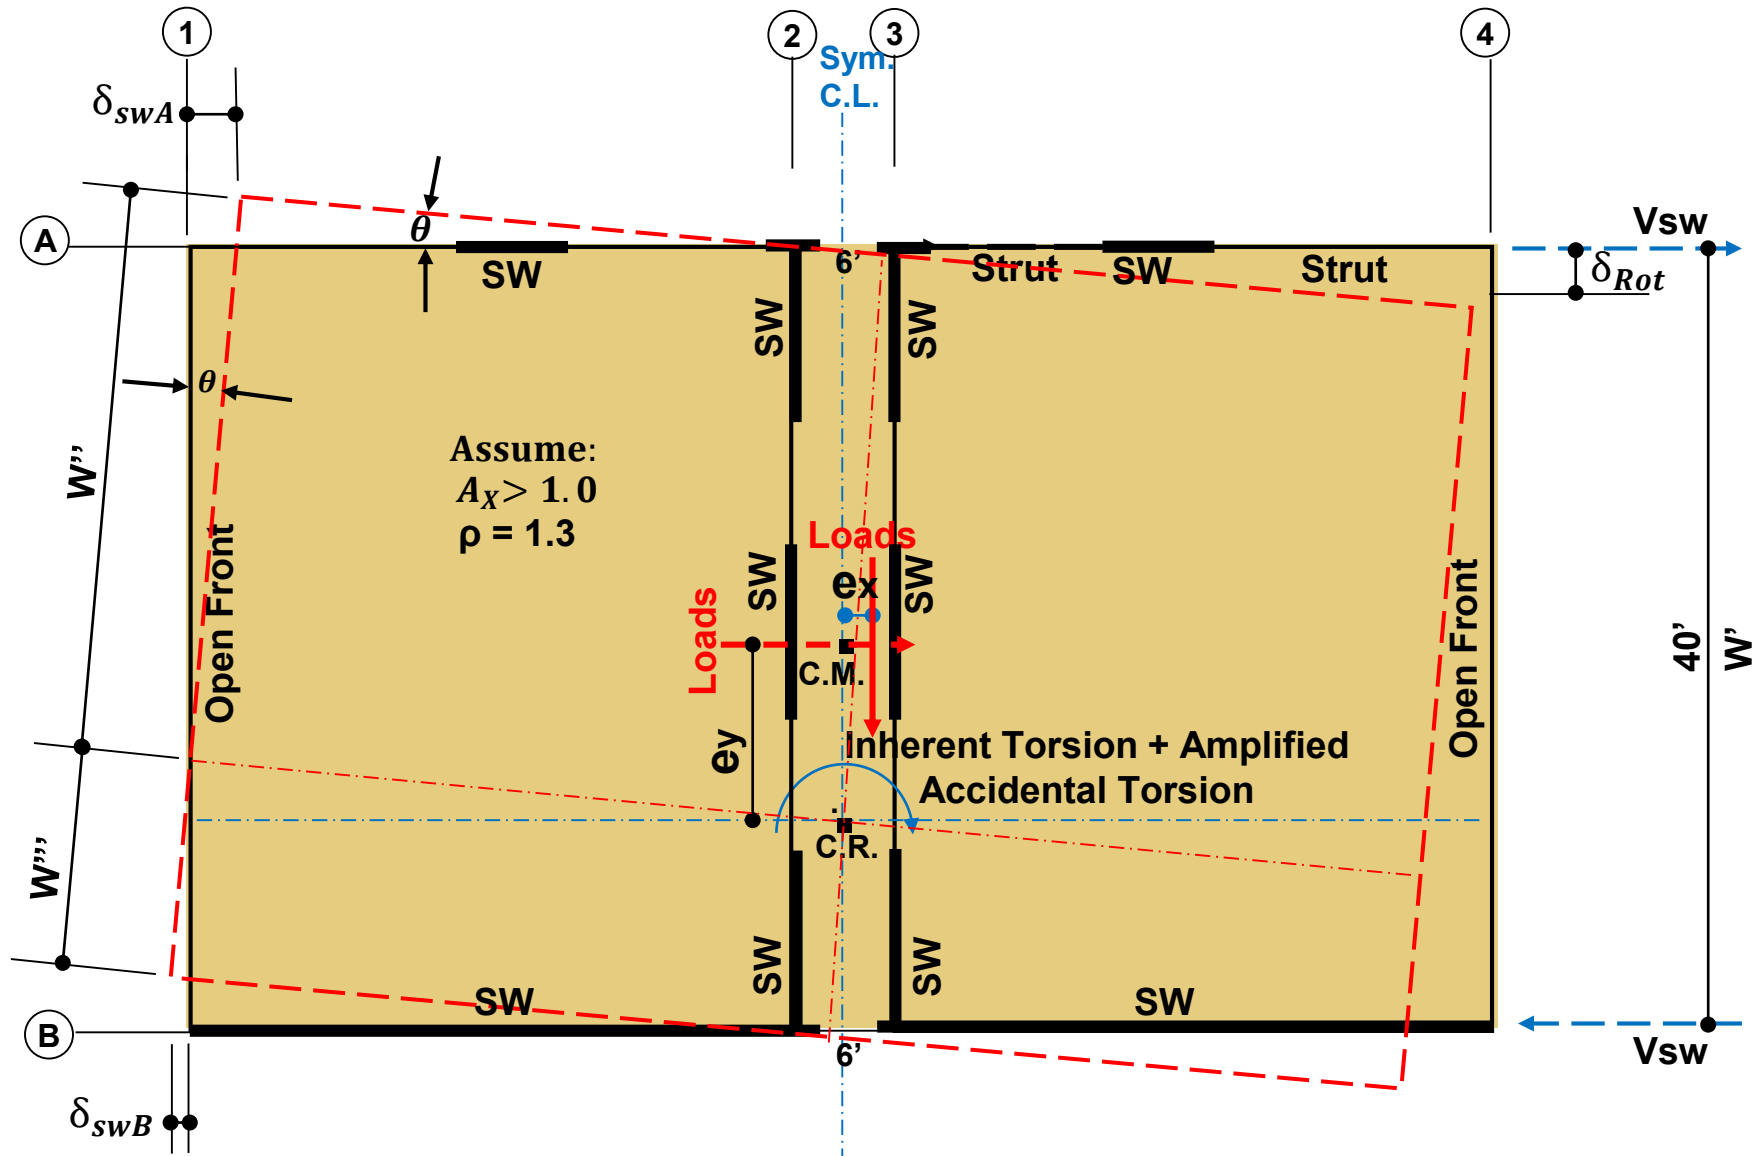 1
2
3
4
Sym.
C.L.
δswA
A
θ
6’
Vsw
δRot
SW
Strut
SW
Strut
SW
SW
θ
W’’
Assume:
AX > 1.0
ρ = 1.3
Open Front
Loads
ex
SW
SW
Loads
C.M.
Open Front
40’
W’
ey
Inherent Torsion + Amplified
Accidental Torsion
C.R.
W’’’
SW
SW
SW
SW
B
6’
Vsw
δswB